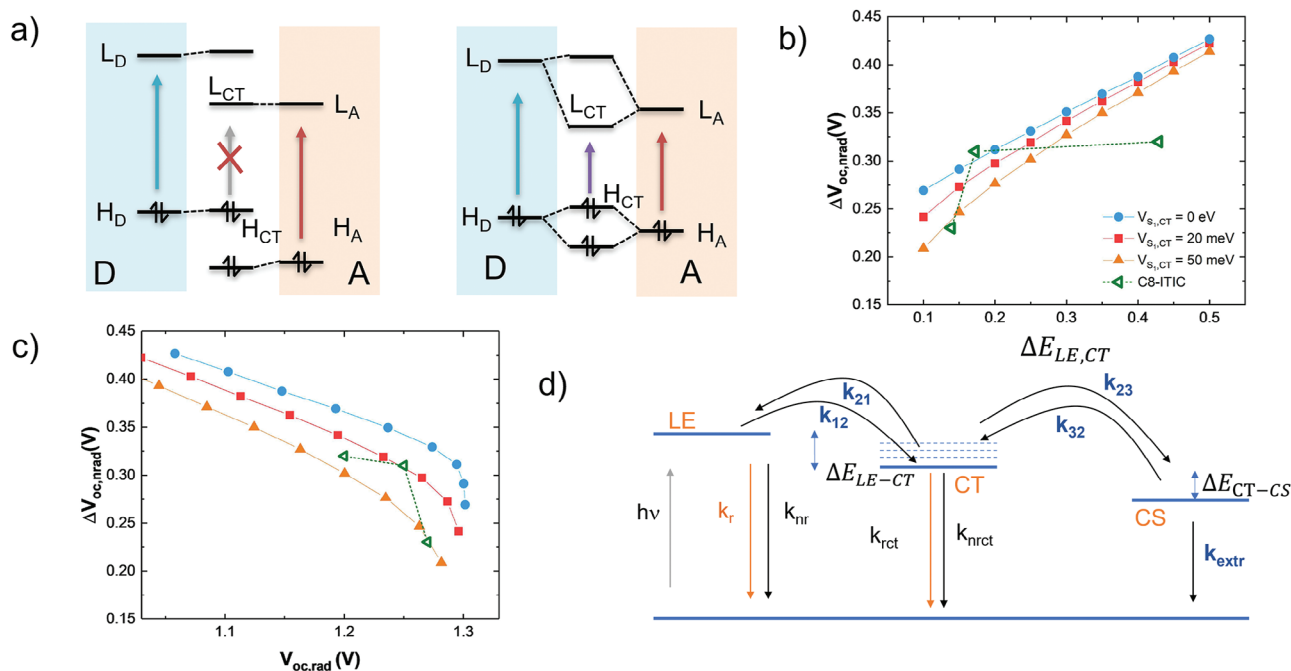 a)
L_D
L_CT
L_A
H_D
H_CT
H_A
D
A
L_D
L_CT
L_A
H_CT
H_D
H_A
D
A
b)
ΔV_oc,nrad(V)
0.45
0.40
0.35
0.30
0.25
0.20
0.15
V_S₁,CT = 0 eV
V_S₁,CT = 20 meV
V_S₁,CT = 50 meV
C8-ITIC
0.1 0.2 0.3 0.4 0.5
ΔE_LE,CT
c)
ΔV_oc,nrad(V)
0.45
0.40
0.35
0.30
0.25
0.20
0.15
1.1 1.2 1.3
V_oc,rad (V)
d)
k_21
k_12
k_23
k_32
LE
ΔE_LE−CT
CT
ΔE_CT−CS
CS
hν
k_r
k_nr
k_rct
k_nrct
k_extr